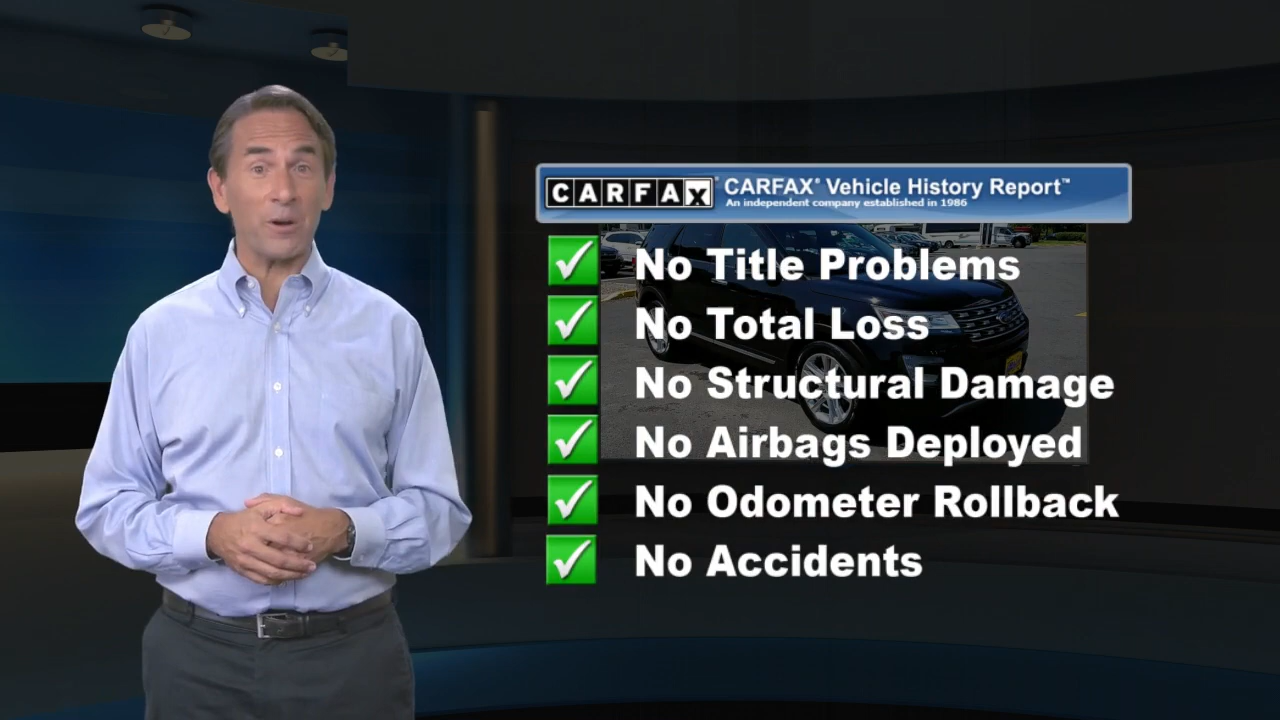 CARFAX® CARFAX® Vehicle History Report™
An independent company established in 1986
No Title Problems
No Total Loss
No Structural Damage
No Airbags Deployed
No Odometer Rollback
No Accidents